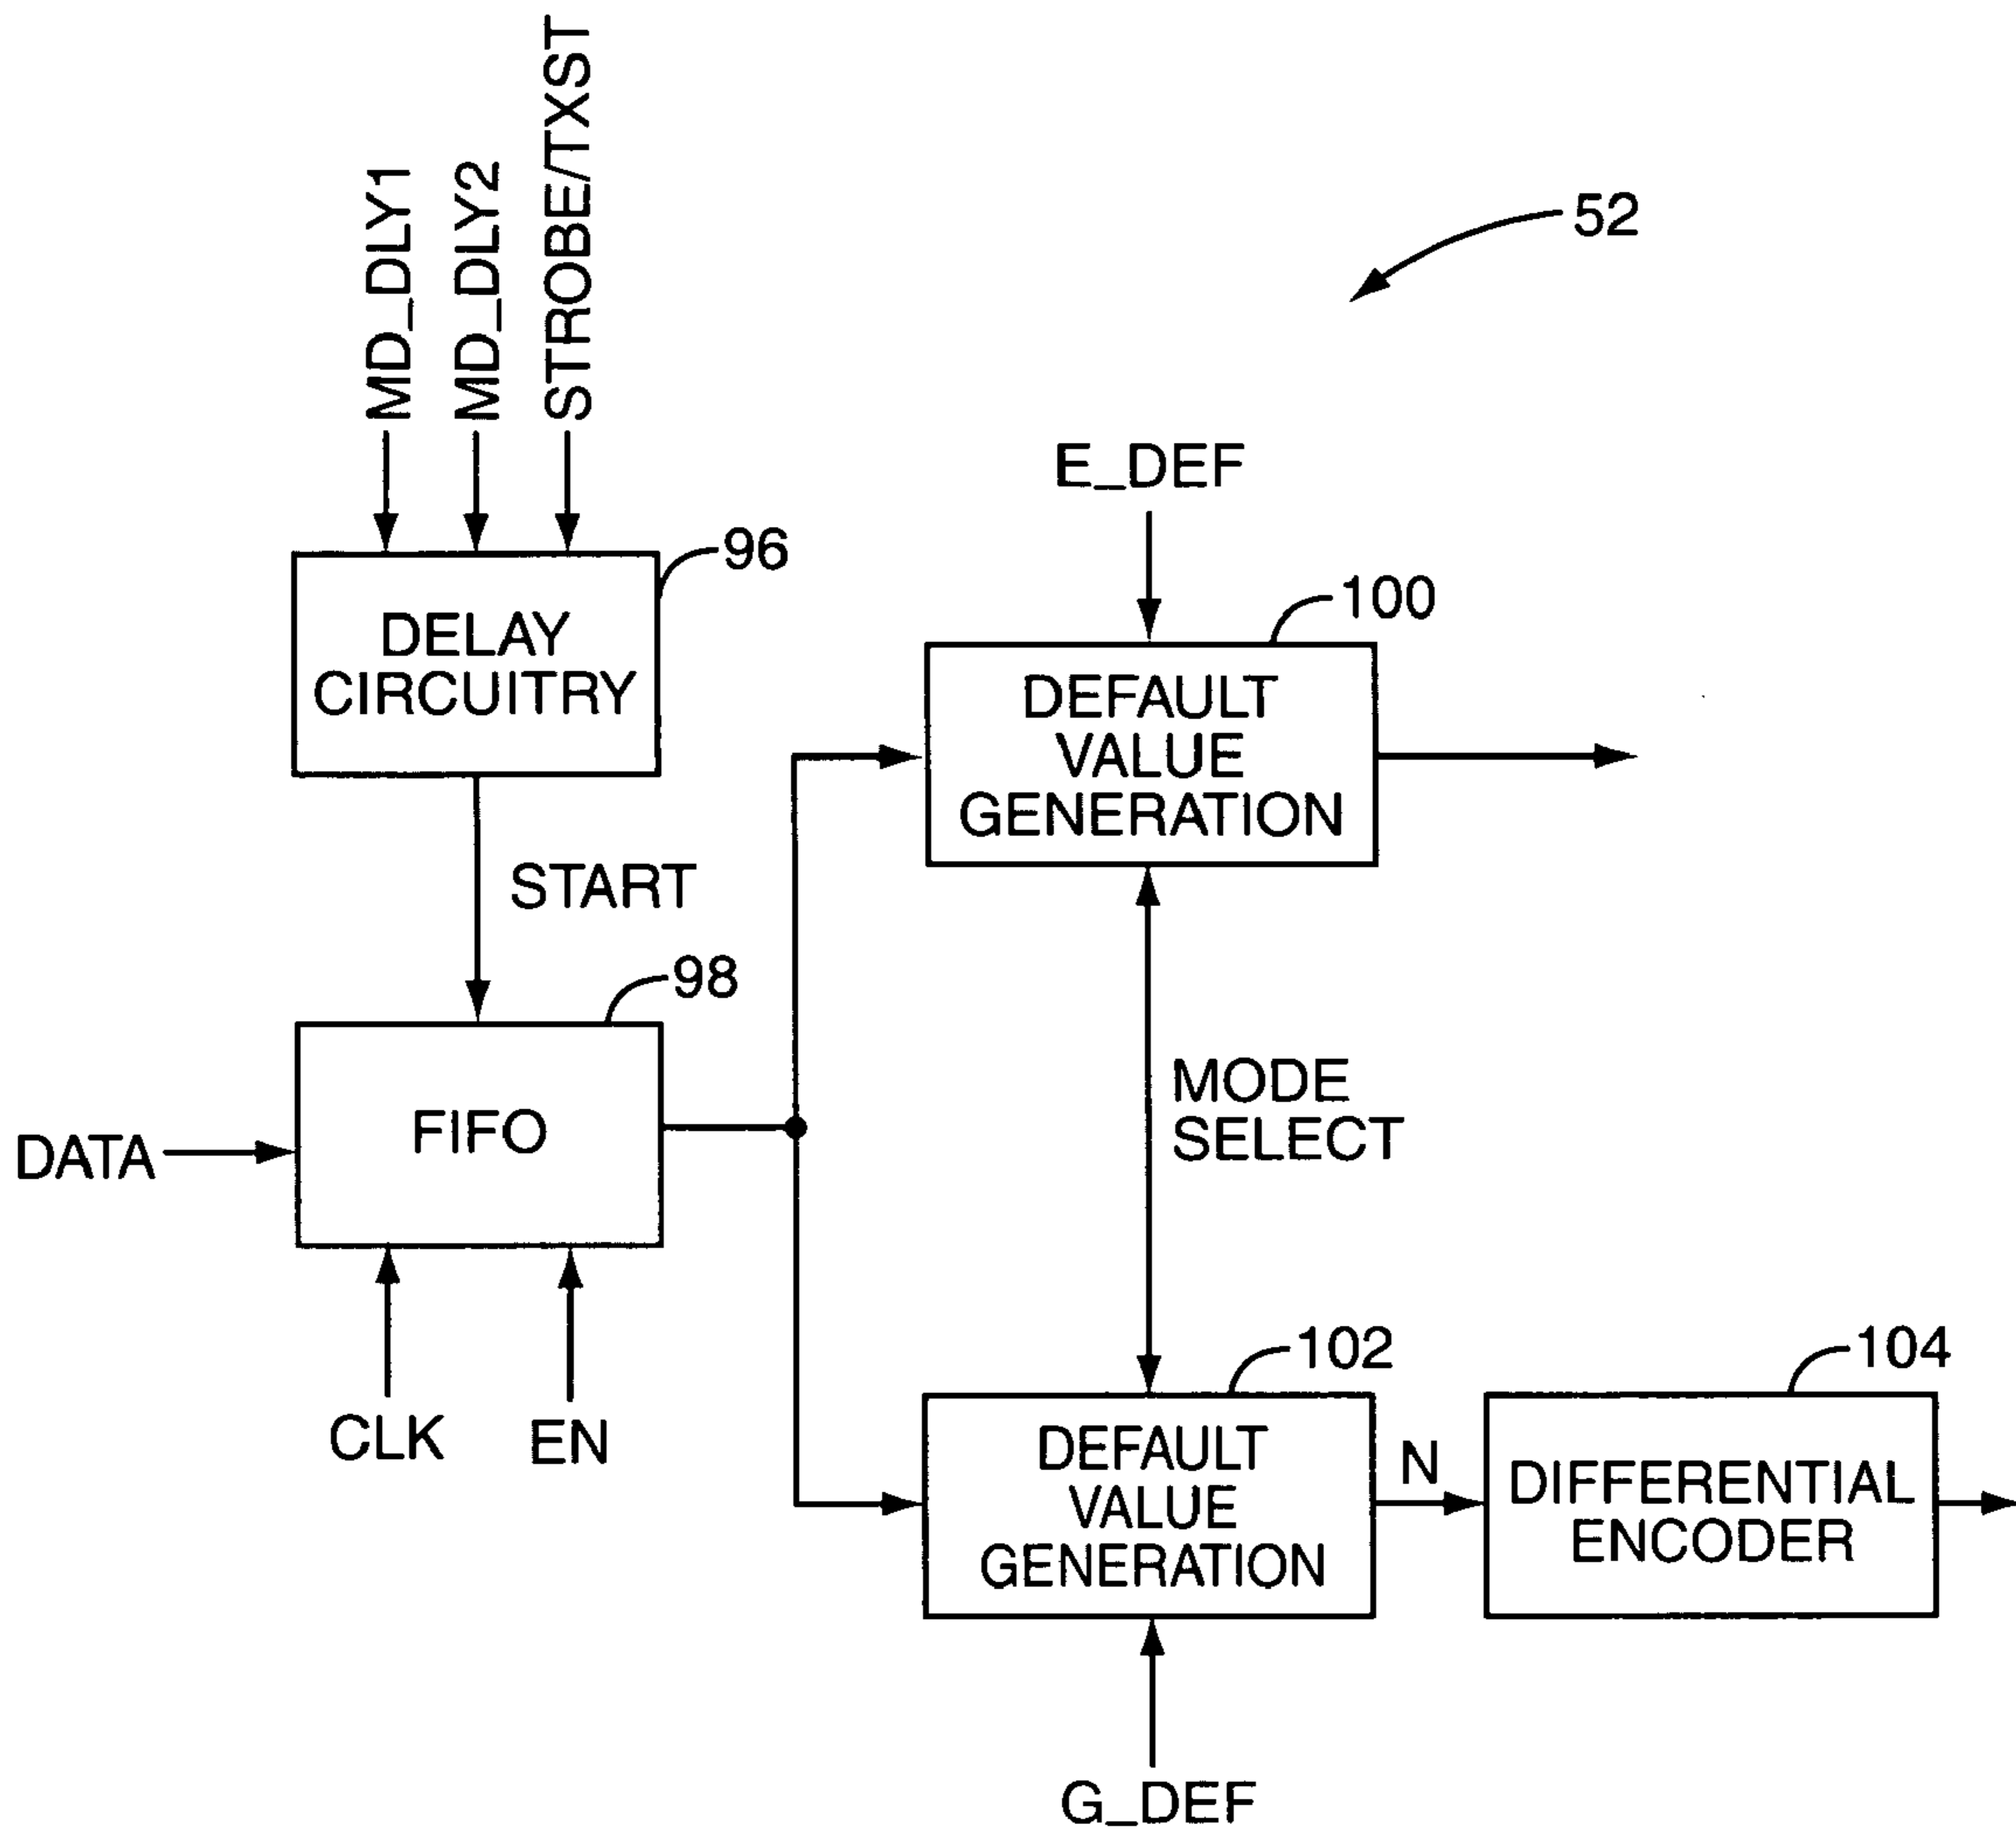 MD_DLY1
MD_DLY2
STROBE/TXST
52
E_DEF
96
DELAY
CIRCUITRY
100
DEFAULT
VALUE
GENERATION
START
98
FIFO
DATA
MODE
SELECT
CLK
EN
102
DEFAULT
VALUE
GENERATION
N
104
DIFFERENTIAL
ENCODER
G_DEF